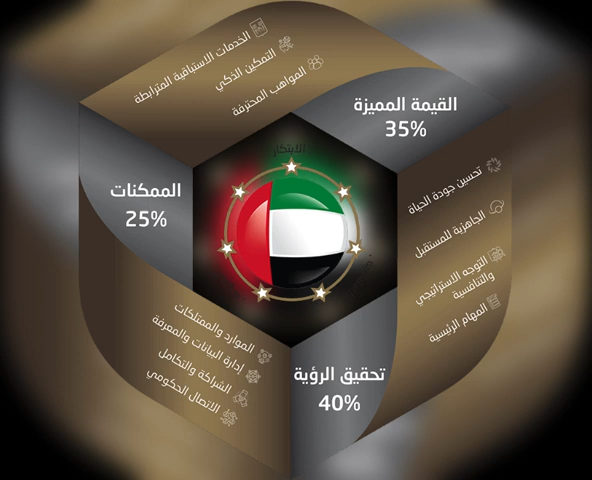 الخدمات الاستباقية المترابطة
التمكين الذكي
المواهب المحترفة
القيمة المميزة
35%
الابتكار
الممكنات
25%
تحسين جودة الحياة
الجاهزية للمستقبل
التوجه الاستراتيجي
والتنافسية
المهام الرئيسية
الموارد والممتلكات
إدارة البيانات والمعرفة
الشراكة والتكامل
الاتصال الحكومي
تحقيق الرؤية
40%